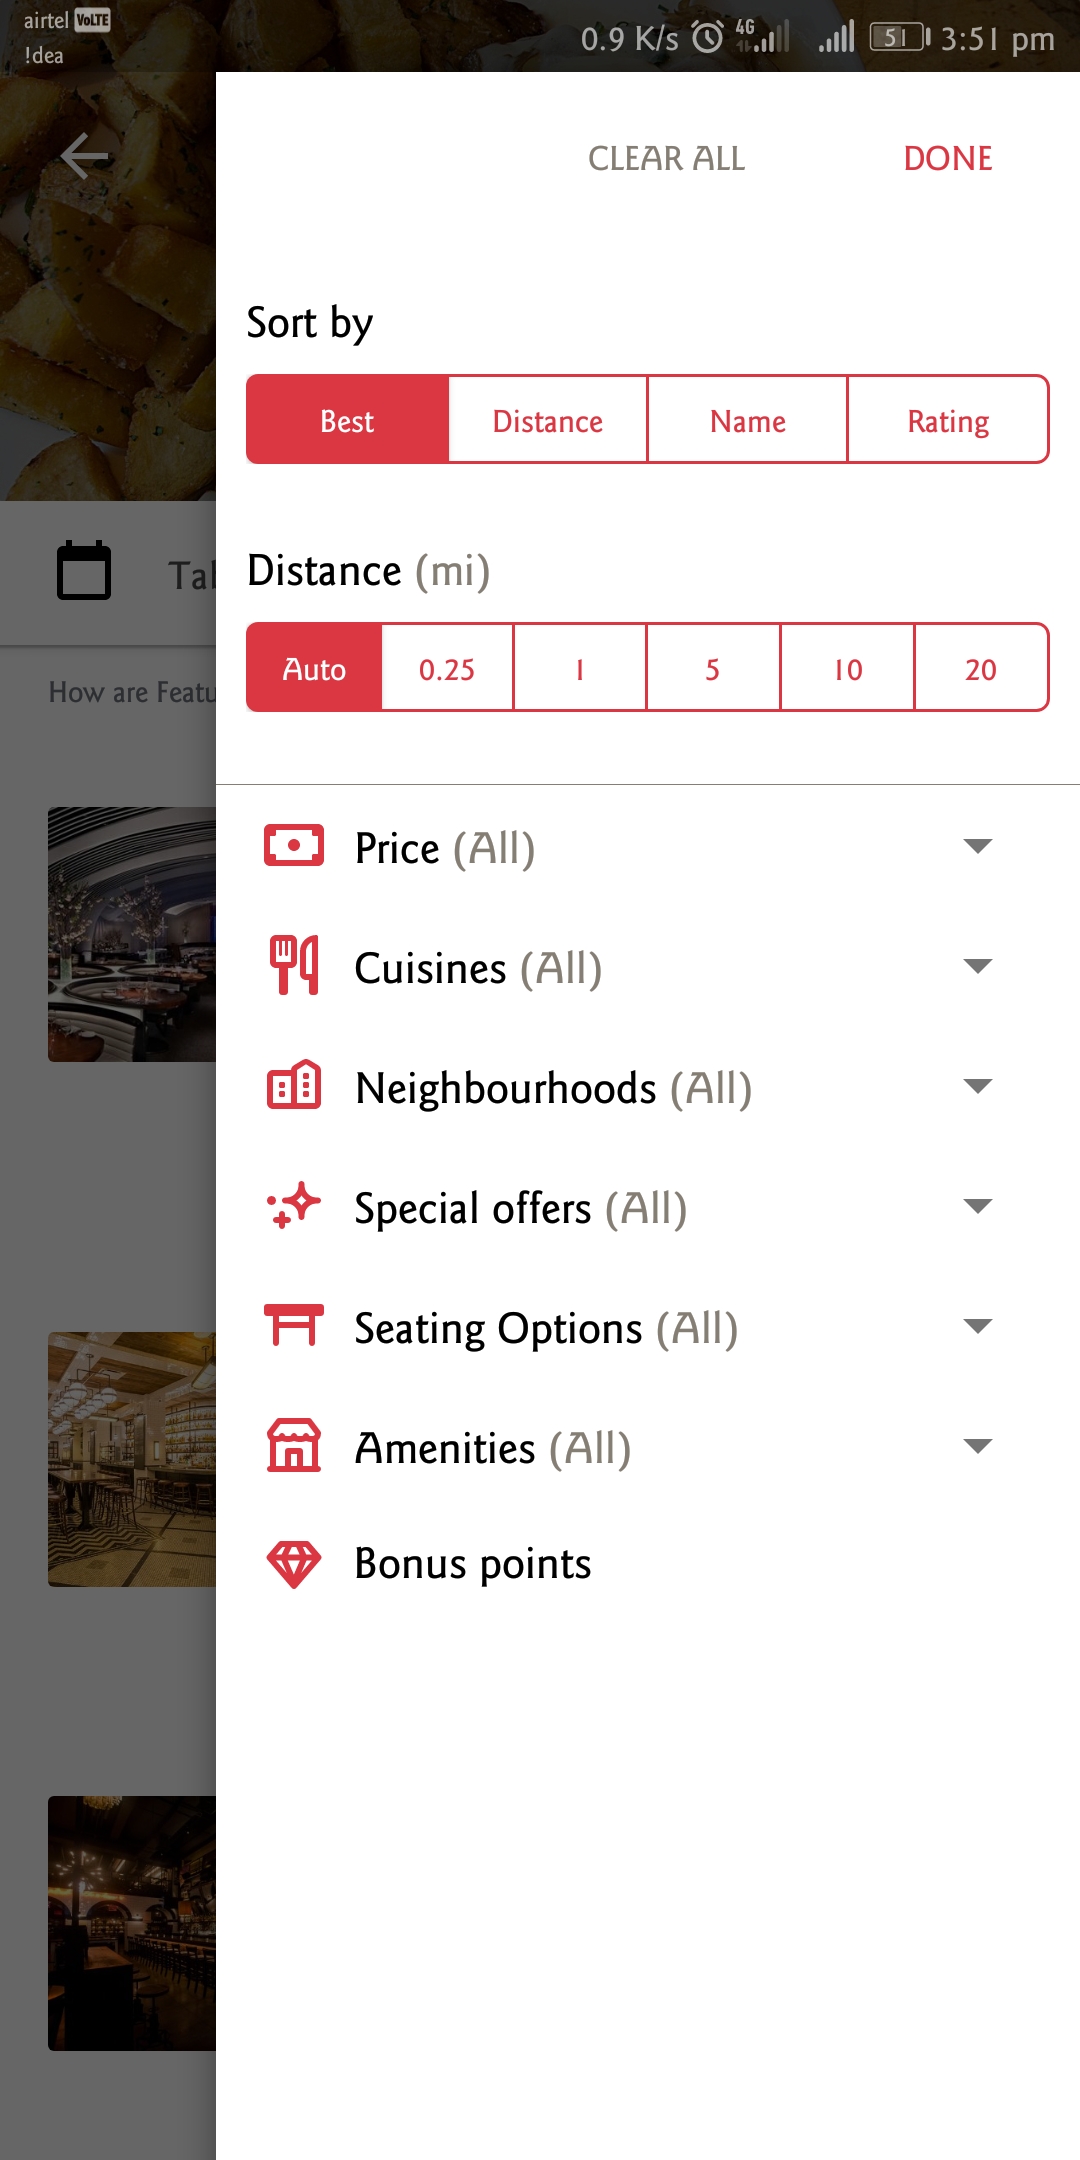 airtel VoLTE
!dea
0.9 K/s 4G 51 3:51 pm
CLEAR ALL DONE
Sort by
Best Distance Name Rating
Distance (mi)
Auto 0.25 1 5 10 20
How are Featu
Price (All)
Cuisines (All)
Neighbourhoods (All)
Special offers (All)
Seating Options (All)
Amenities (All)
Bonus points